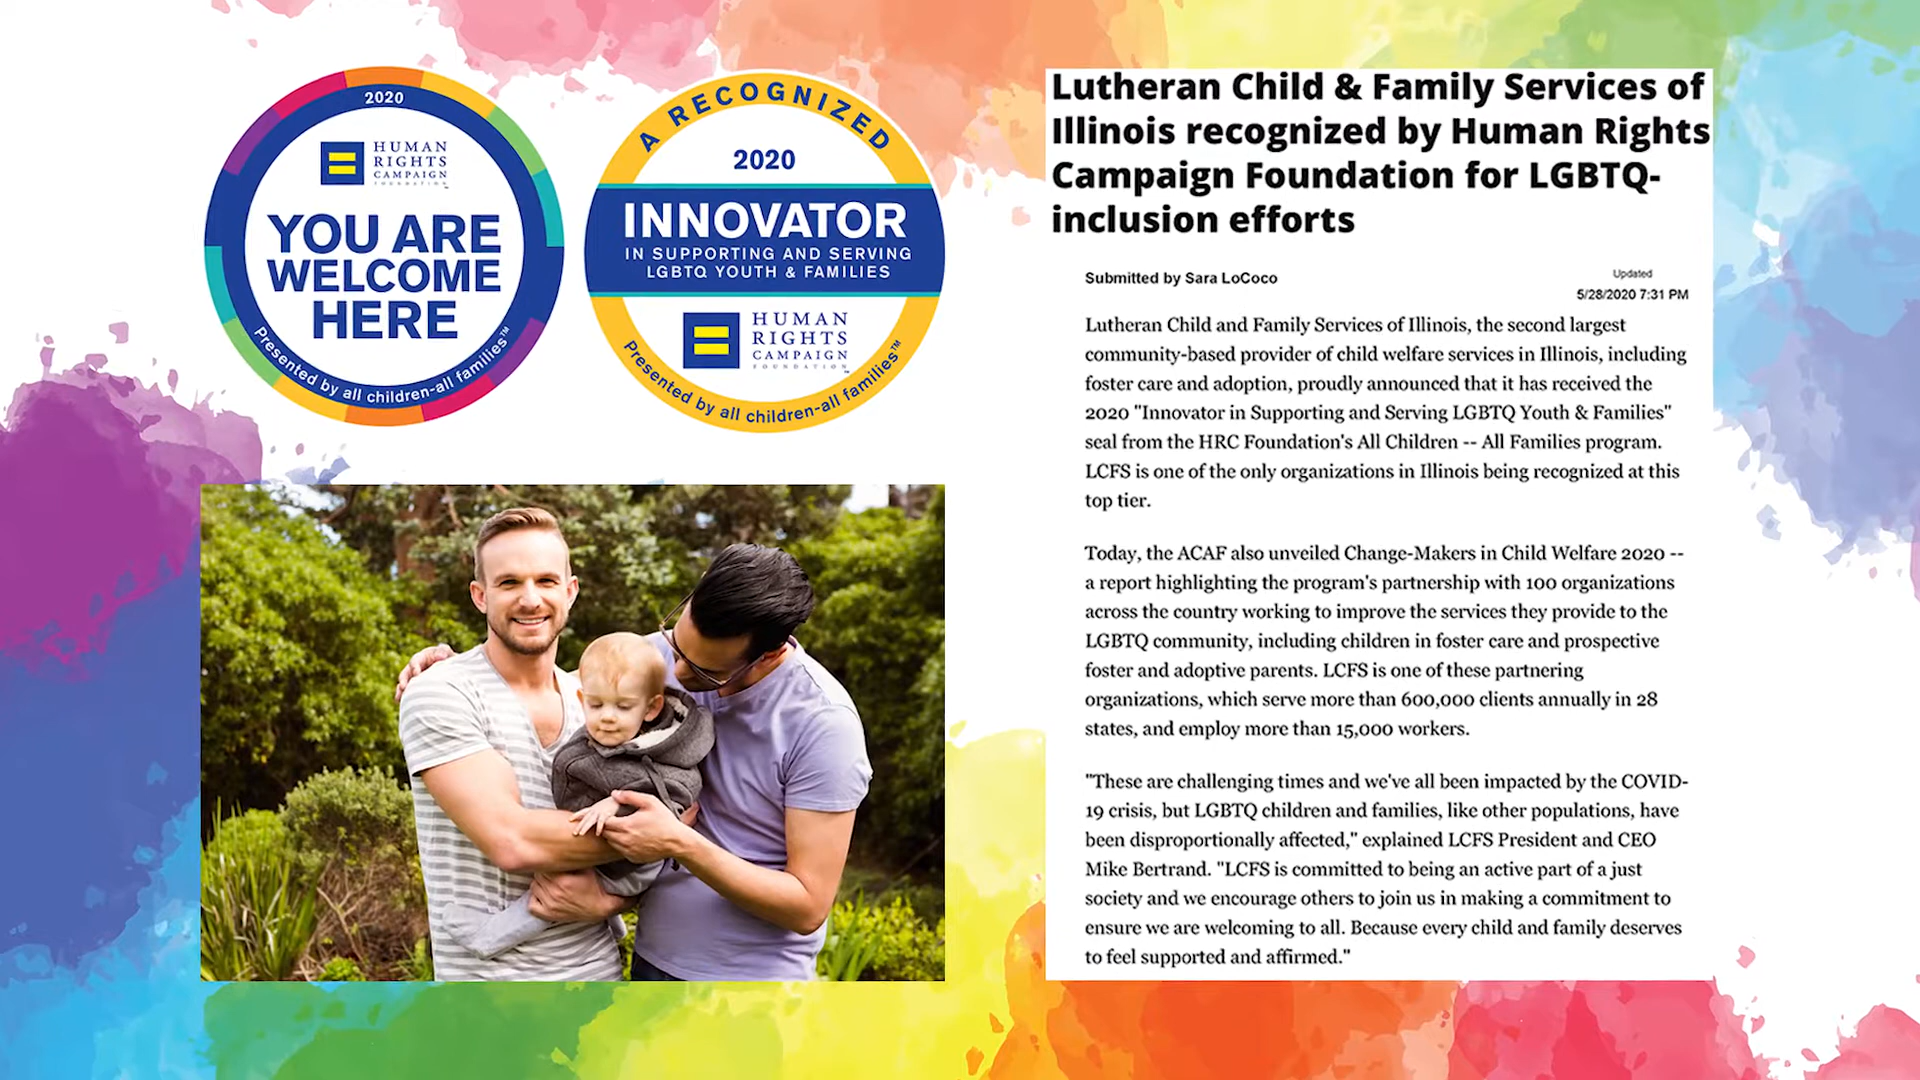 2020
HUMAN
RIGHTS
CAMPAIGN
FOUNDATION
YOU ARE
WELCOME
HERE
Presented by all children-all families™
A RECOGNIZED
2020
INNOVATOR
IN SUPPORTING AND SERVING
LGBTQ YOUTH & FAMILIES
HUMAN
RIGHTS
CAMPAIGN
FOUNDATION
Presented by all children-all families™
Lutheran Child & Family Services of
Illinois recognized by Human Rights
Campaign Foundation for LGBTQ-
inclusion efforts
Submitted by Sara LoCoco
Updated
5/28/2020 7:31 PM
Lutheran Child and Family Services of Illinois, the second largest
community-based provider of child welfare services in Illinois, including
foster care and adoption, proudly announced that it has received the
2020 "Innovator in Supporting and Serving LGBTQ Youth & Families"
seal from the HRC Foundation's All Children -- All Families program.
LCFS is one of the only organizations in Illinois being recognized at this
top tier.
Today, the ACAF also unveiled Change-Makers in Child Welfare 2020 --
a report highlighting the program's partnership with 100 organizations
across the country working to improve the services they provide to the
LGBTQ community, including children in foster care and prospective
foster and adoptive parents. LCFS is one of these partnering
organizations, which serve more than 600,000 clients annually in 28
states, and employ more than 15,000 workers.
"These are challenging times and we've all been impacted by the COVID-
19 crisis, but LGBTQ children and families, like other populations, have
been disproportionally affected," explained LCFS President and CEO
Mike Bertrand. "LCFS is committed to being an active part of a just
society and we encourage others to join us in making a commitment to
ensure we are welcoming to all. Because every child and family deserves
to feel supported and affirmed."